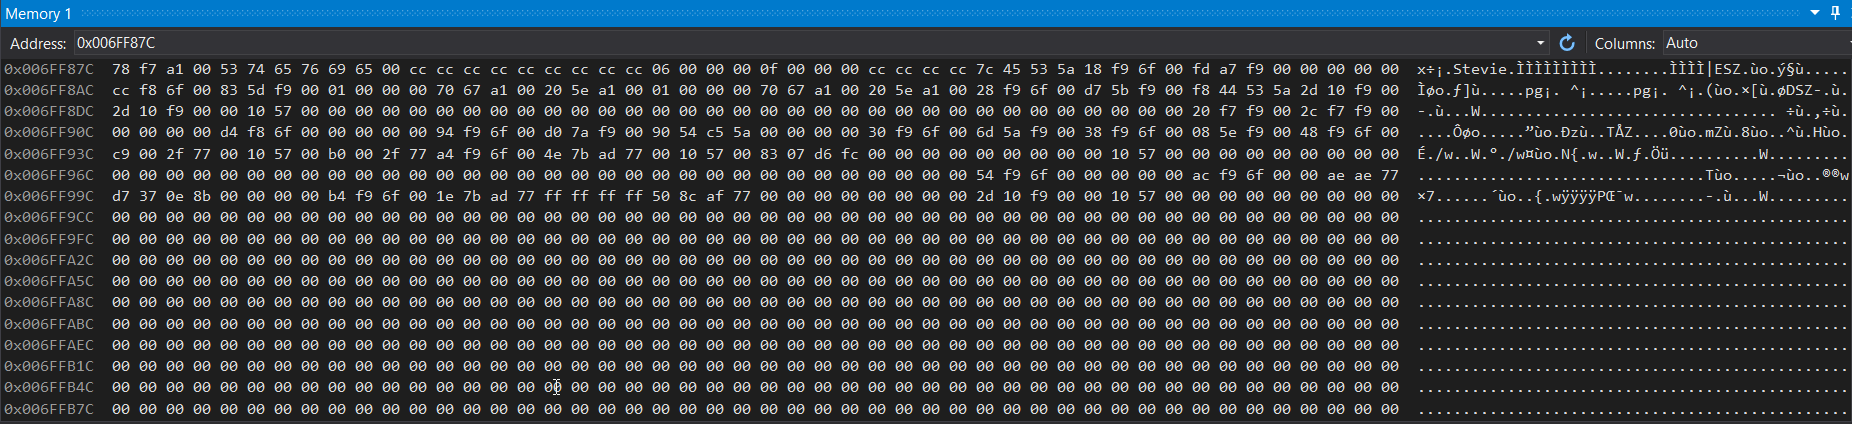 Memory 1
Address: 0x006FF87C Columns: Auto
0x006FF87C 78 f7 a1 00 53 74 65 76 69 65 00 cc cc cc cc cc cc cc cc cc 06 00 00 00 0f 00 00 00 cc cc cc cc 7c 45 53 5a 18 f9 6f 00 fd a7 f9 00 00 00 00 00 x÷¡.Stevie.ÌÌÌÌÌÌÌÌÌ........ÌÌÌÌ|ESZ.ùo.ý§ù.....
0x006FF8AC cc f8 6f 00 83 5d f9 00 01 00 00 00 70 67 a1 00 20 5e a1 00 01 00 00 00 70 67 a1 00 20 5e a1 00 28 f9 6f 00 d7 5b f9 00 f8 44 53 5a 2d 10 f9 00 Ìøo.ƒ]ù.....pg¡. ^¡.....pg¡. ^¡.(ùo.×[ù.øDSZ-.ù.
0x006FF8DC 2d 10 f9 00 00 10 57 00 00 00 00 00 00 00 00 00 00 00 00 00 00 00 00 00 00 00 00 00 00 00 00 00 00 00 00 00 00 00 00 00 20 f7 f9 00 2c f7 f9 00 -.ù...W................................. ÷ù.,÷ù.
0x006FF90C 00 00 00 00 d4 f8 6f 00 00 00 00 00 94 f9 6f 00 d0 7a f9 00 90 54 c5 5a 00 00 00 00 30 f9 6f 00 6d 5a f9 00 38 f9 6f 00 08 5e f9 00 48 f9 6f 00 ....Ôøo.....”ùo.Ðzù..TÅZ....0ùo.mZù.8ùo..^ù.Hùo.
0x006FF93C c9 00 2f 77 00 10 57 00 b0 00 2f 77 a4 f9 6f 00 4e 7b ad 77 00 10 57 00 83 07 d6 fc 00 00 00 00 00 00 00 00 00 10 57 00 00 00 00 00 00 00 00 00 É./w..W.°./w¤ùo.N{.w..W.ƒ.Öü..........W.........
0x006FF96C 00 00 00 00 00 00 00 00 00 00 00 00 00 00 00 00 00 00 00 00 00 00 00 00 00 00 00 00 00 00 00 00 54 f9 6f 00 00 00 00 00 ac f9 6f 00 00 ae ae 77 ................................Tùo.....¬ùo..®®w
0x006FF99C d7 37 0e 8b 00 00 00 00 b4 f9 6f 00 1e 7b ad 77 ff ff ff ff 50 8c af 77 00 00 00 00 00 00 00 00 2d 10 f9 00 00 10 57 00 00 00 00 00 00 00 00 00 ×7......´ùo..{.wÿÿÿÿPŒ¯w........-.ù...W.........
0x006FF9CC 00 00 00 00 00 00 00 00 00 00 00 00 00 00 00 00 00 00 00 00 00 00 00 00 00 00 00 00 00 00 00 00 00 00 00 00 00 00 00 00 00 00 00 00 00 00 00 00 ................................................
0x006FF9FC 00 00 00 00 00 00 00 00 00 00 00 00 00 00 00 00 00 00 00 00 00 00 00 00 00 00 00 00 00 00 00 00 00 00 00 00 00 00 00 00 00 00 00 00 00 00 00 00 ................................................
0x006FFA2C 00 00 00 00 00 00 00 00 00 00 00 00 00 00 00 00 00 00 00 00 00 00 00 00 00 00 00 00 00 00 00 00 00 00 00 00 00 00 00 00 00 00 00 00 00 00 00 00 ................................................
0x006FFA5C 00 00 00 00 00 00 00 00 00 00 00 00 00 00 00 00 00 00 00 00 00 00 00 00 00 00 00 00 00 00 00 00 00 00 00 00 00 00 00 00 00 00 00 00 00 00 00 00 ................................................
0x006FFA8C 00 00 00 00 00 00 00 00 00 00 00 00 00 00 00 00 00 00 00 00 00 00 00 00 00 00 00 00 00 00 00 00 00 00 00 00 00 00 00 00 00 00 00 00 00 00 00 00 ................................................
0x006FFABC 00 00 00 00 00 00 00 00 00 00 00 00 00 00 00 00 00 00 00 00 00 00 00 00 00 00 00 00 00 00 00 00 00 00 00 00 00 00 00 00 00 00 00 00 00 00 00 00 ................................................
0x006FFAEC 00 00 00 00 00 00 00 00 00 00 00 00 00 00 00 00 00 00 00 00 00 00 00 00 00 00 00 00 00 00 00 00 00 00 00 00 00 00 00 00 00 00 00 00 00 00 00 00 ................................................
0x006FFB1C 00 00 00 00 00 00 00 00 00 00 00 00 00 00 00 00 00 00 00 00 00 00 00 00 00 00 00 00 00 00 00 00 00 00 00 00 00 00 00 00 00 00 00 00 00 00 00 00 ................................................
0x006FFB4C 00 00 00 00 00 00 00 00 00 00 00 00 00 00 00 00 00 00 00 00 00 00 00 00 00 00 00 00 00 00 00 00 00 00 00 00 00 00 00 00 00 00 00 00 00 00 00 00 ................................................
0x006FFB7C 00 00 00 00 00 00 00 00 00 00 00 00 00 00 00 00 00 00 00 00 00 00 00 00 00 00 00 00 00 00 00 00 00 00 00 00 00 00 00 00 00 00 00 00 00 00 00 00 ................................................